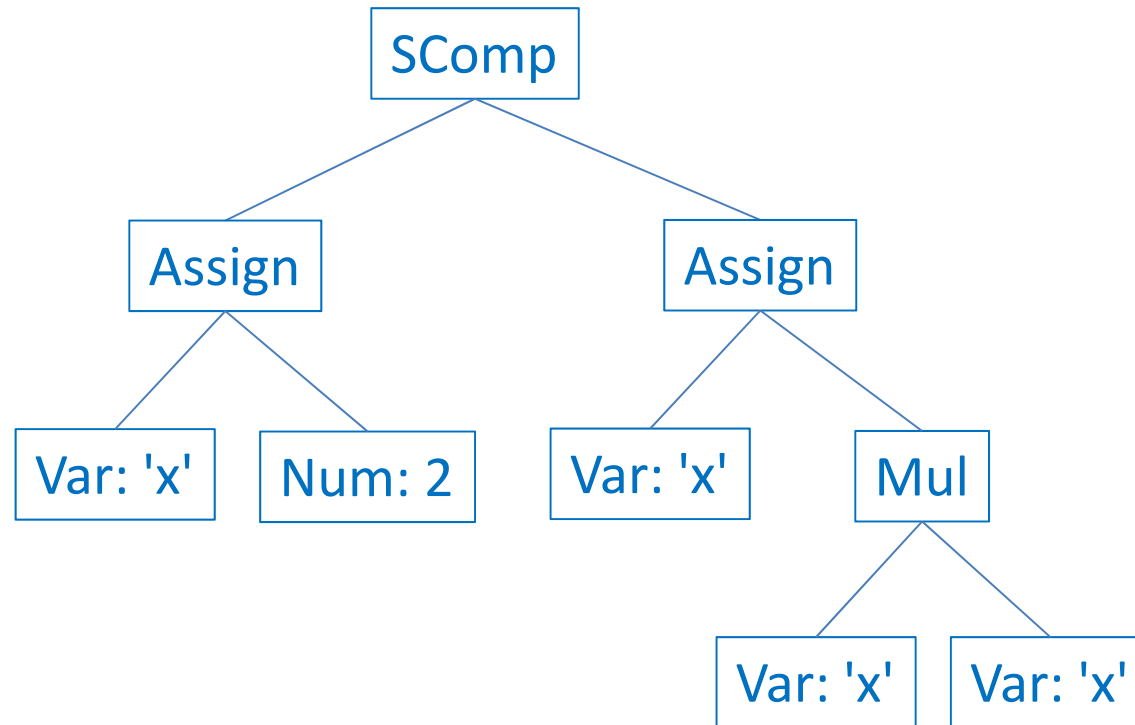 SComp
Assign
Assign
Var: 'x'
Num: 2
Var: 'x'
Mul
Var: 'x'
Var: 'x'